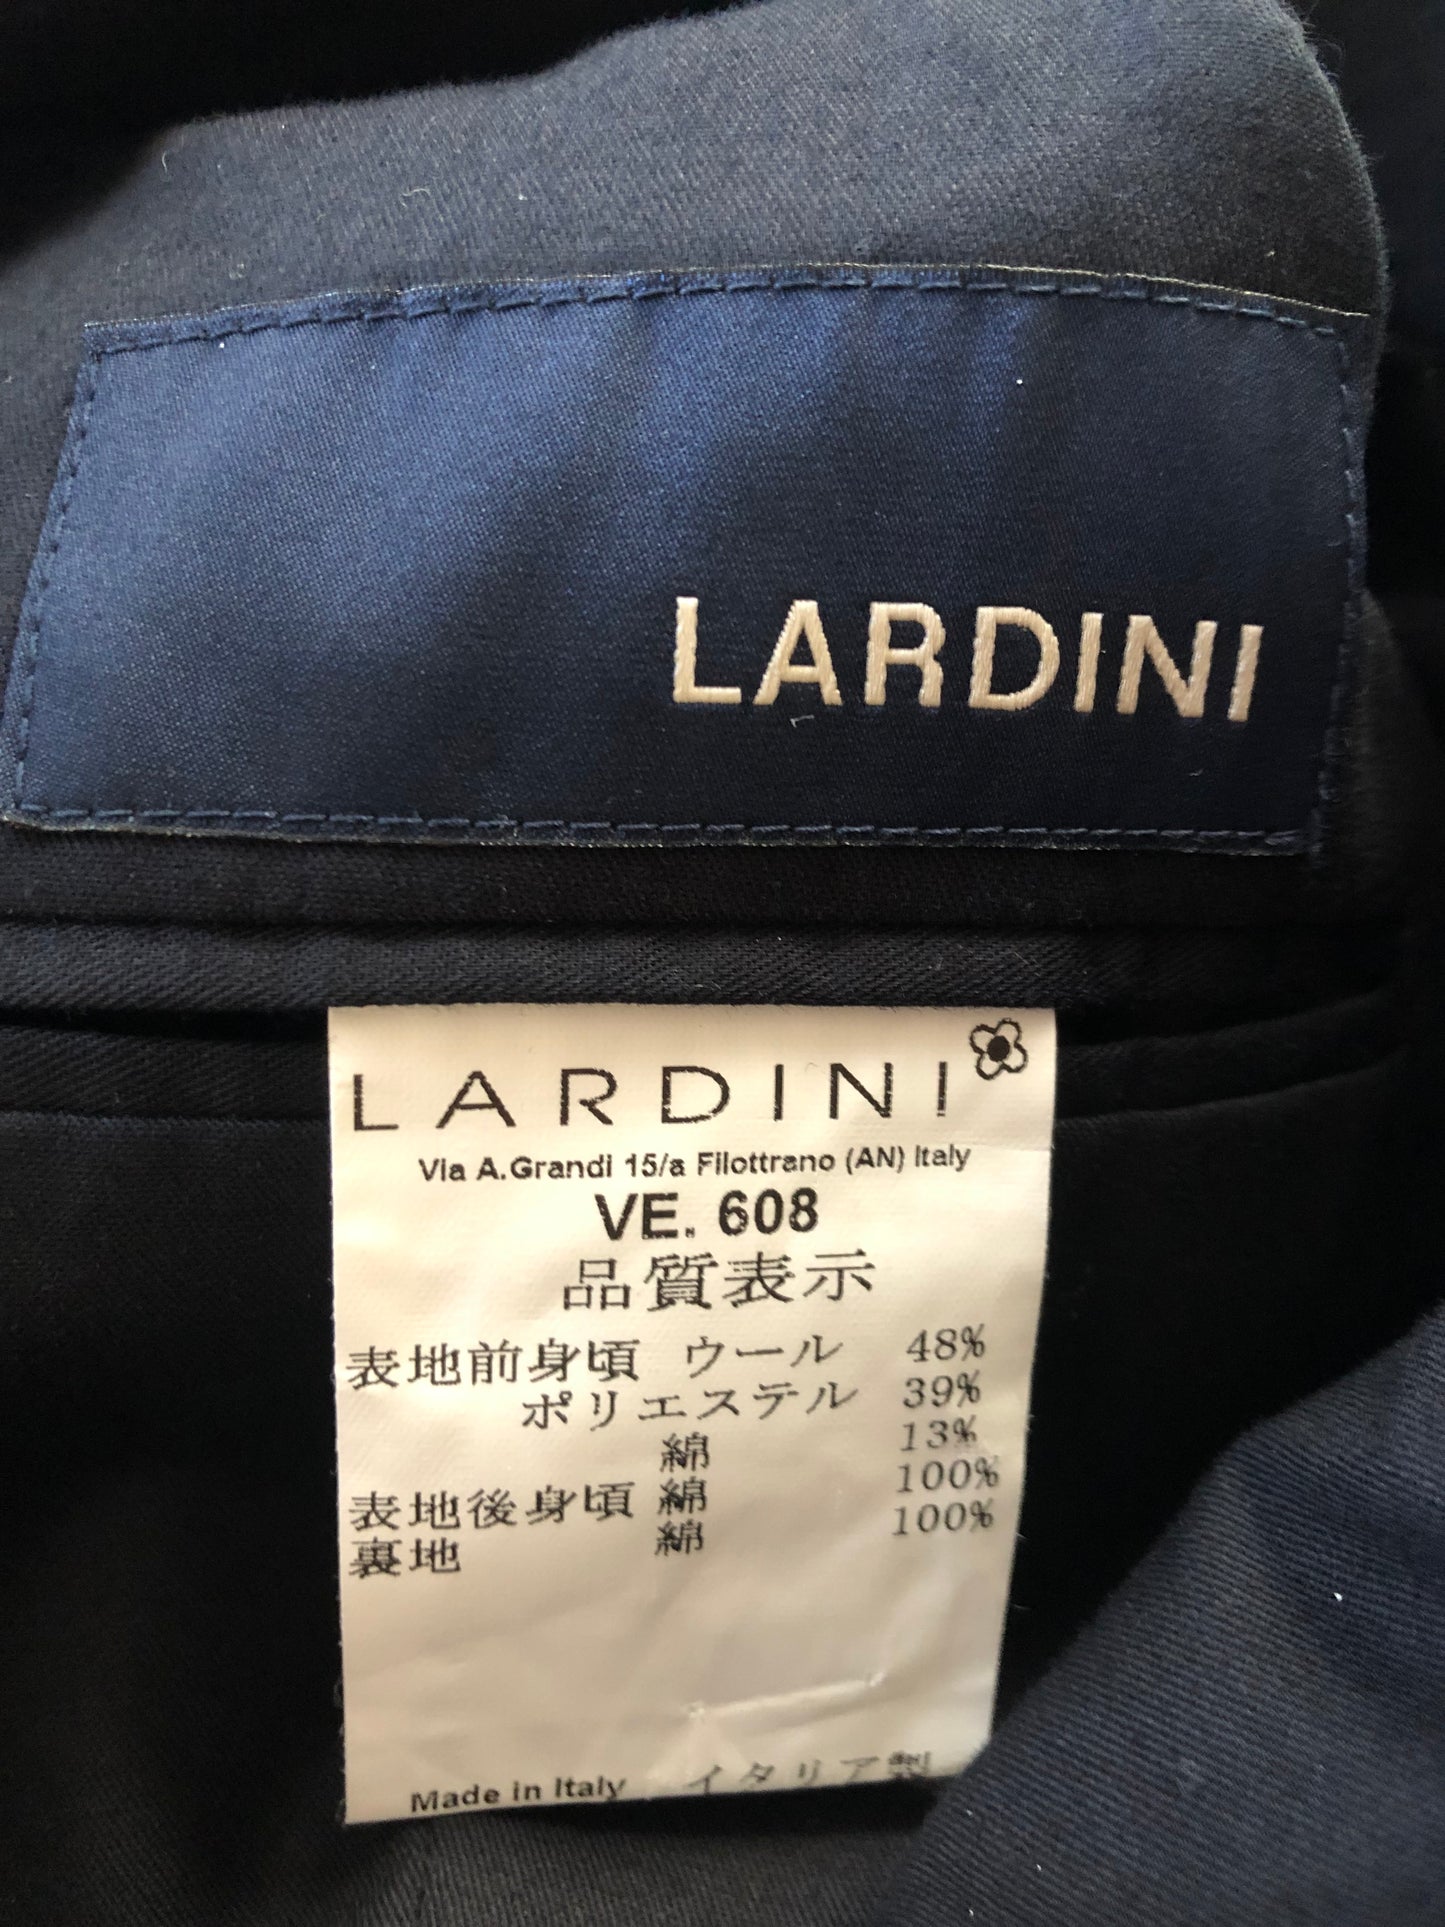 LARDINI
LARDINI
Via A.Grandi 15/a Filottrano (AN) Italy
VE. 608
品質表示
表地前身頃 ウール 48%
ポリエステル 39%
綿 13%
表地後身頃 綿 100%
裏地 綿 100%
Made in Italy イタリア製